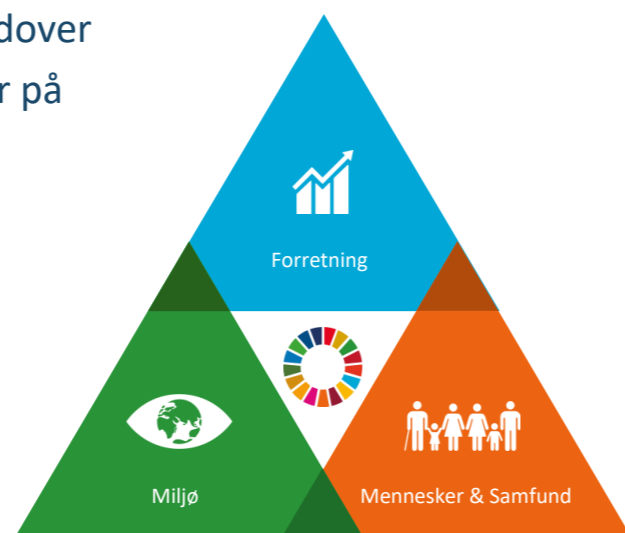 dover
r på
Forretning
Miljø
Mennesker & Samfund